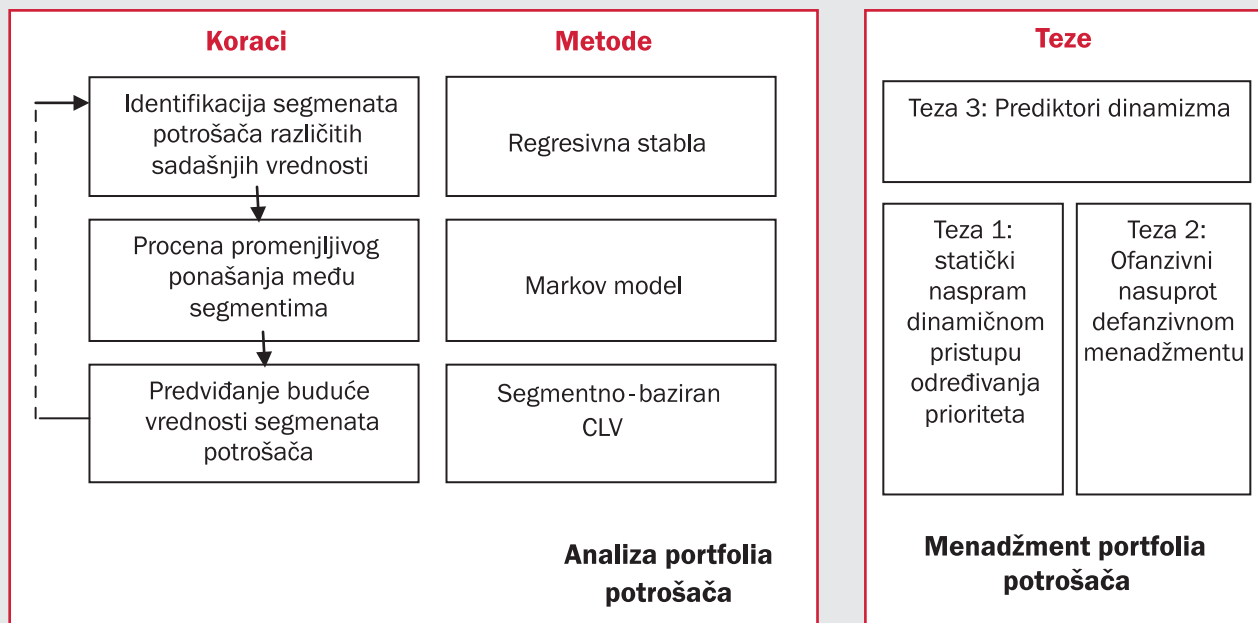 Koraci
Metode
Identifikacija segmenata
potrošača različitih
sadašnjih vrednosti
Regresivna stabla
Procena promenjljivog
ponašanja među
segmentima
Markov model
Predviđanje buduće
vrednosti segmenata
potrošača
Segmentno-baziran
CLV
Analiza portfolia
potrošača
Teze
Teza 3: Prediktori dinamizma
Teza 1:
statički
naspram
dinamičnom
pristupu
određivanja
prioriteta
Teza 2:
Ofanzivni
nasuprot
defanzivnom
menadžmentu
Menadžment portfolia
potrošača